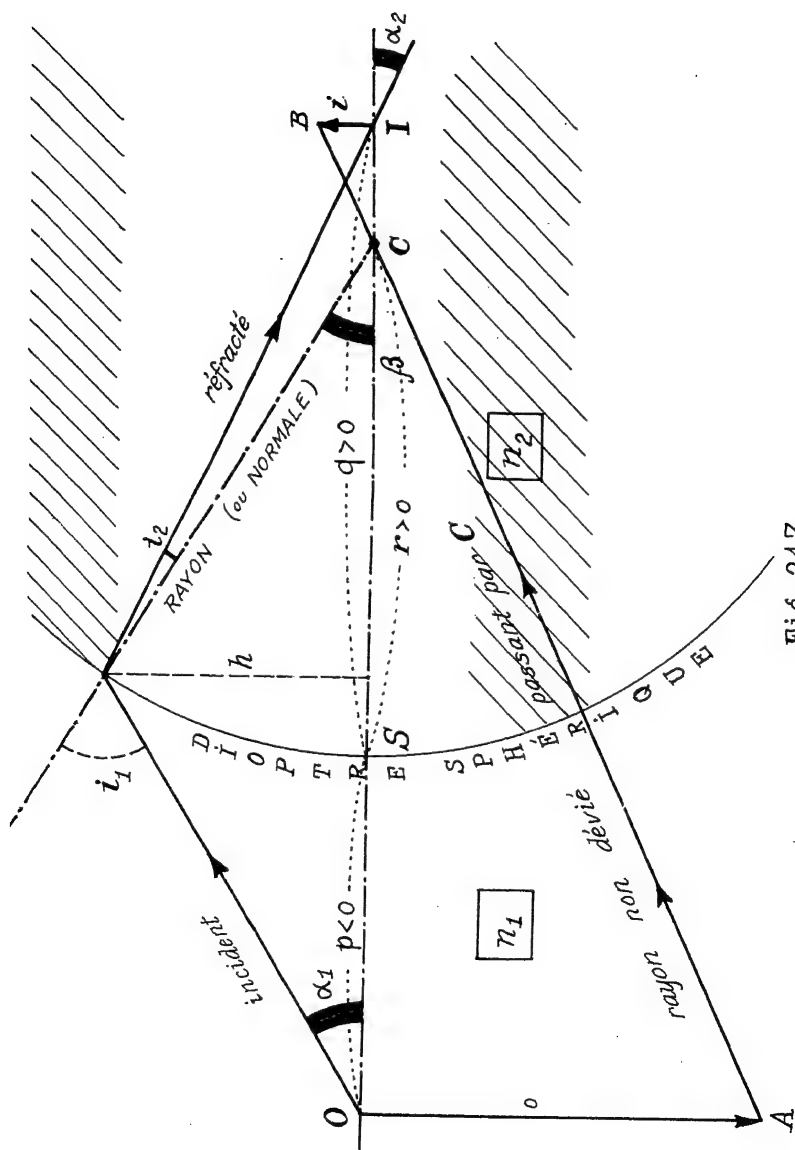 α2
B
i
I
C
réfracté
β
q>0
r>0
i2
RAYON (ou NORMALE)
h
i1
DIOPTRE SPHÉRIQUE
S
n2
passant par C
rayon non dévié
n1
p<0
incident
α1
O
o
A